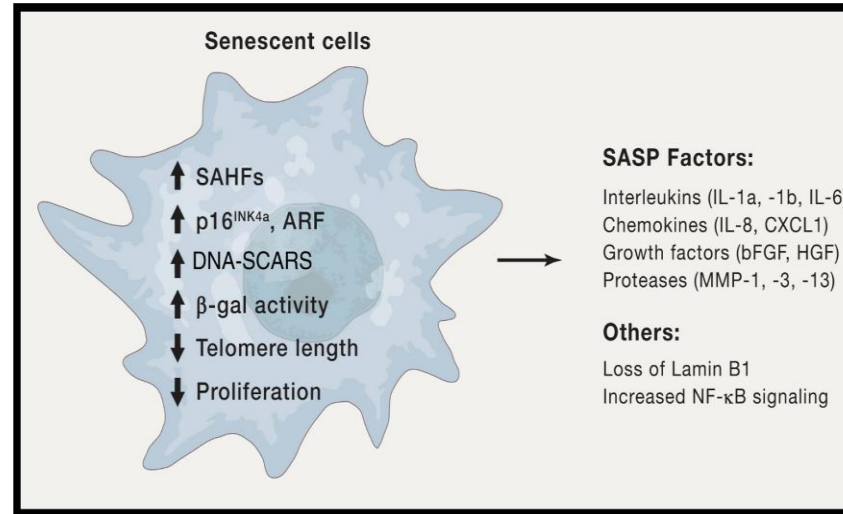 Senescent cells
↑ SAHFs
↑ p16INK4a, ARF
↑ DNA-SCARS
↑ β-gal activity
↓ Telomere length
↓ Proliferation
SASP Factors:
Interleukins (IL-1a, -1b, IL-6)
Chemokines (IL-8, CXCL1)
Growth factors (bFGF, HGF)
Proteases (MMP-1, -3, -13)
Others:
Loss of Lamin B1
Increased NF-κB signaling